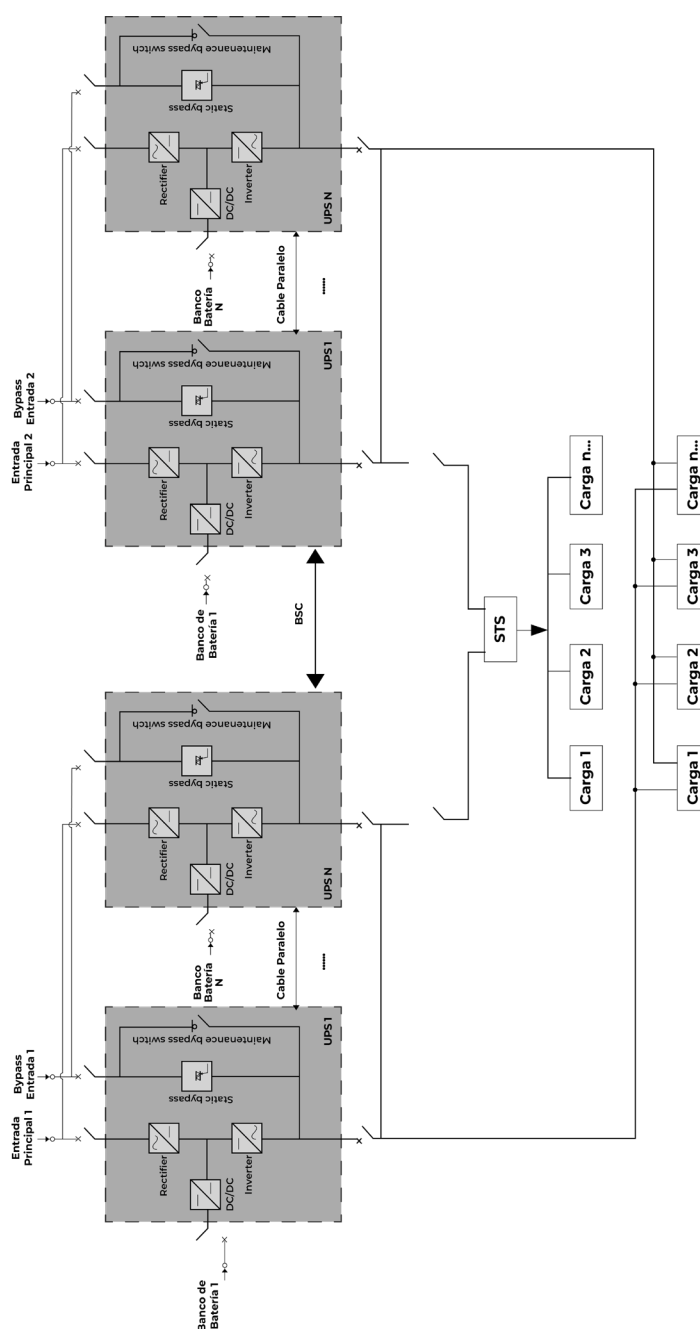 Entrada
Principal 1
Bypass
Entrada 1
Banco de
Batería 1
Rectifier
DC/DC
Inverter
Static bypass
Maintenance bypass
switch
UPS 1
Cable Paralelo
......
Banco
Batería
N
Rectifier
DC/DC
Inverter
Static bypass
Maintenance bypass
switch
UPS N
BSC
Entrada
Principal 2
Bypass
Entrada 2
Banco de
Batería 1
Rectifier
DC/DC
Inverter
Static bypass
Maintenance bypass
switch
UPS 1
Cable Paralelo
......
Banco
Batería
N
Rectifier
DC/DC
Inverter
Static bypass
Maintenance bypass
switch
UPS N
STS
Carga 1
Carga 2
Carga 3
Carga n...
Carga 1
Carga 2
Carga 3
Carga n...